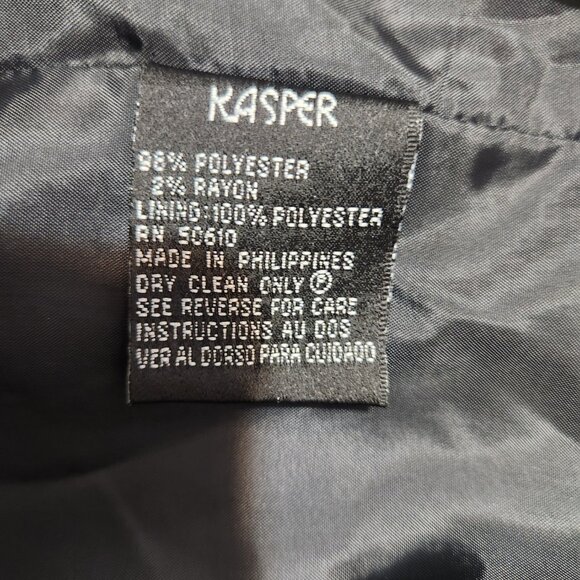 KASPER
98% POLYESTER
2% RAYON
LINING:100% POLYESTER
RN 50610
MADE IN PHILIPPINES
DRY CLEAN ONLY Ⓟ
SEE REVERSE FOR CARE
INSTRUCTIONS AU DOS
VER AL DORSO PARA CUIDADO